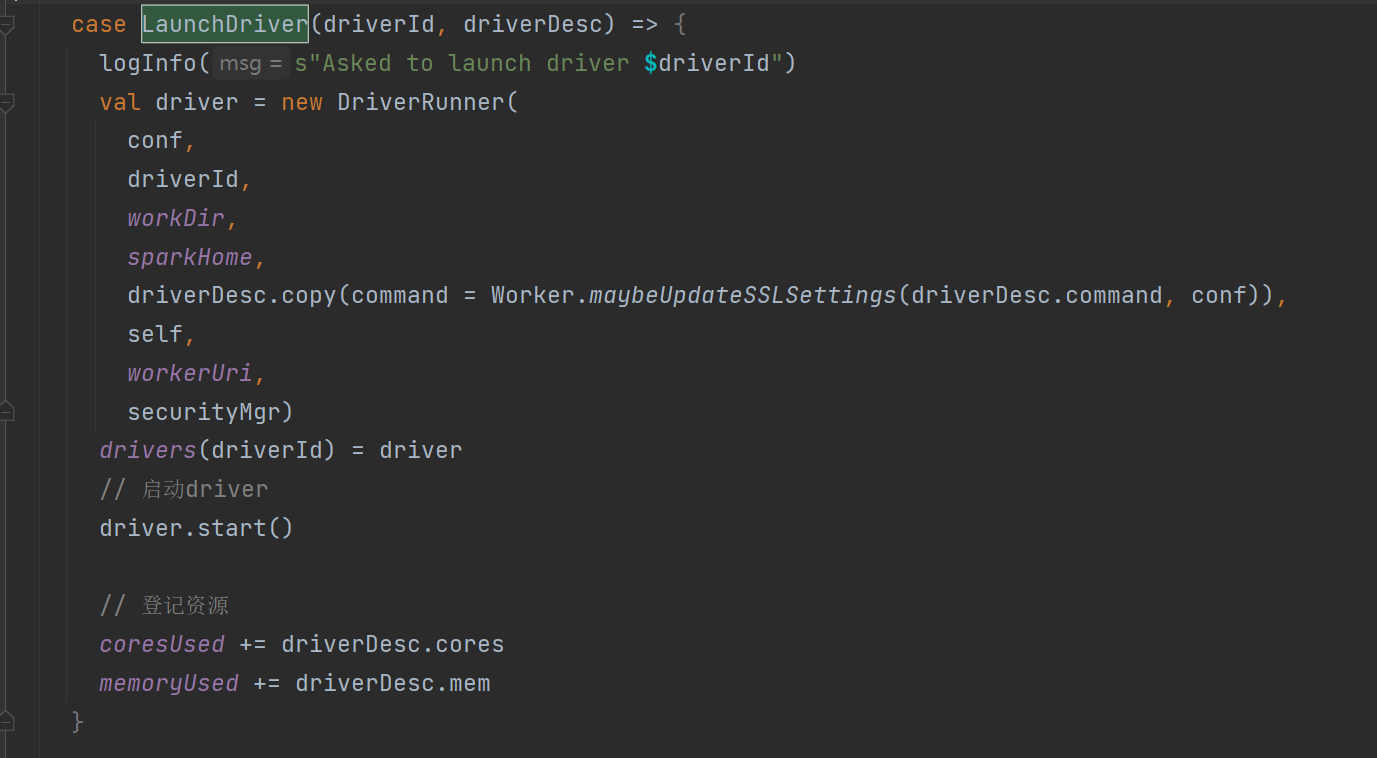 case LaunchDriver(driverId, driverDesc) => {
logInfo( msg = s"Asked to launch driver $driverId")
val driver = new DriverRunner(
conf,
driverId,
workDir,
sparkHome,
driverDesc.copy(command = Worker.maybeUpdateSSLSettings(driverDesc.command, conf)),
self,
workerUri,
securityMgr)
drivers(driverId) = driver
// 启动driver
driver.start()
// 登记资源
coresUsed += driverDesc.cores
memoryUsed += driverDesc.mem
}